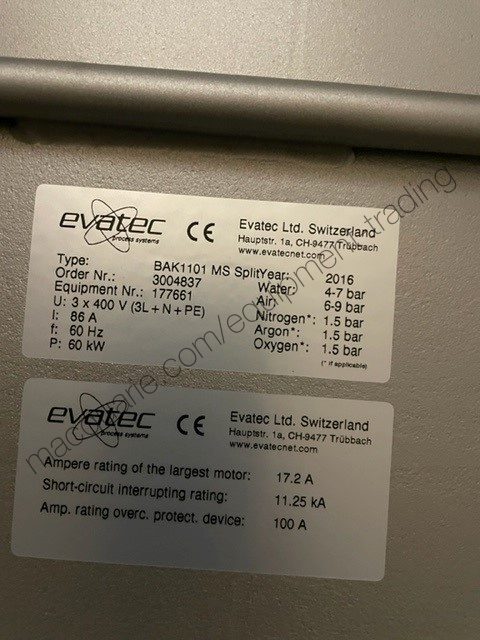 evatec
process systems
CE
Evatec Ltd. Switzerland
Hauptstr. 1a, CH-9477/Trübbach
www.evatecnet.com
Type: BAK1101 MS Split Year: 2016
Order Nr.: 3004837 Water: 4-7 bar
Equipment Nr.: 177661 Air: 6-9 bar
U: 3 x 400 V (3L+N+PE) Nitrogen*: 1.5 bar
I: 86 A Argon*: 1.5 bar
f: 60 Hz Oxygen*: 1.5 bar
P: 60 kW (* if applicable)
evatec
process systems
CE
Evatec Ltd. Switzerland
Hauptstr. 1a, CH-9477 Trübbach
www.evatecnet.com
Ampere rating of the largest motor: 17.2 A
Short-circuit interrupting rating: 11.25 kA
Amp. rating overc. protect. device: 100 A
macquarie.com/equipment-trading